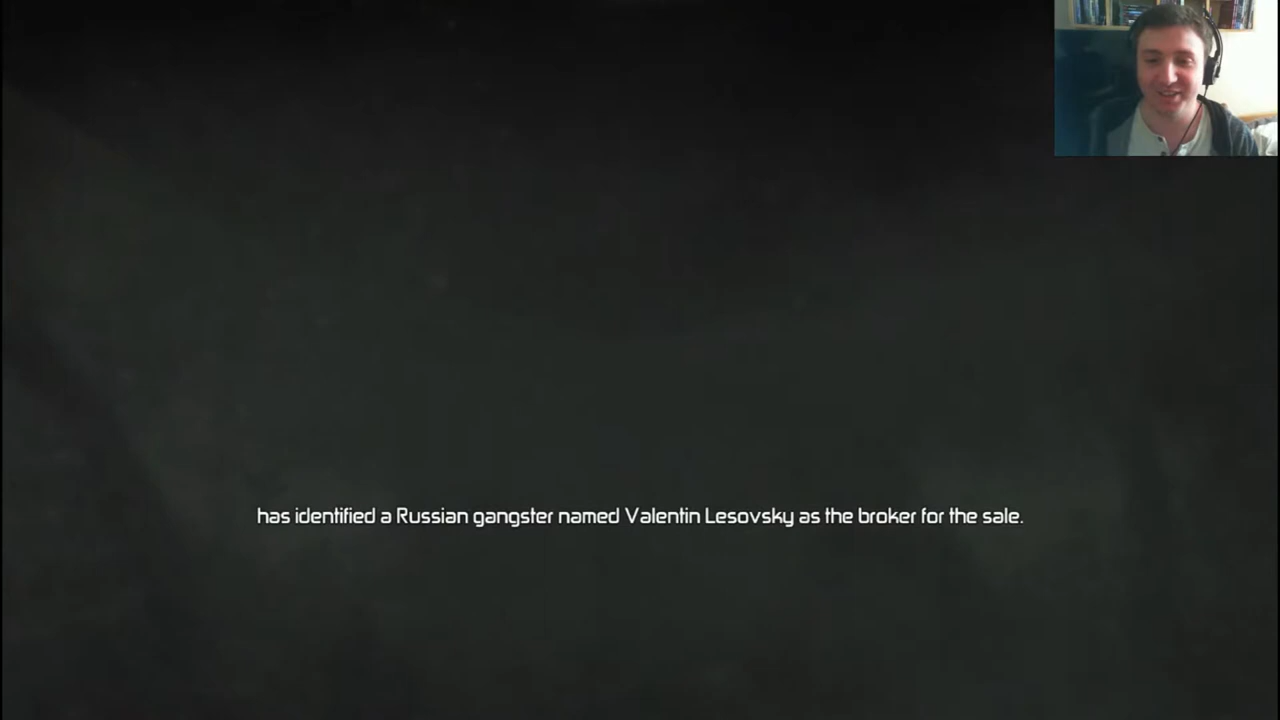 has identified a Russian gangster named Valentin Lesovsky as the broker for the sale.